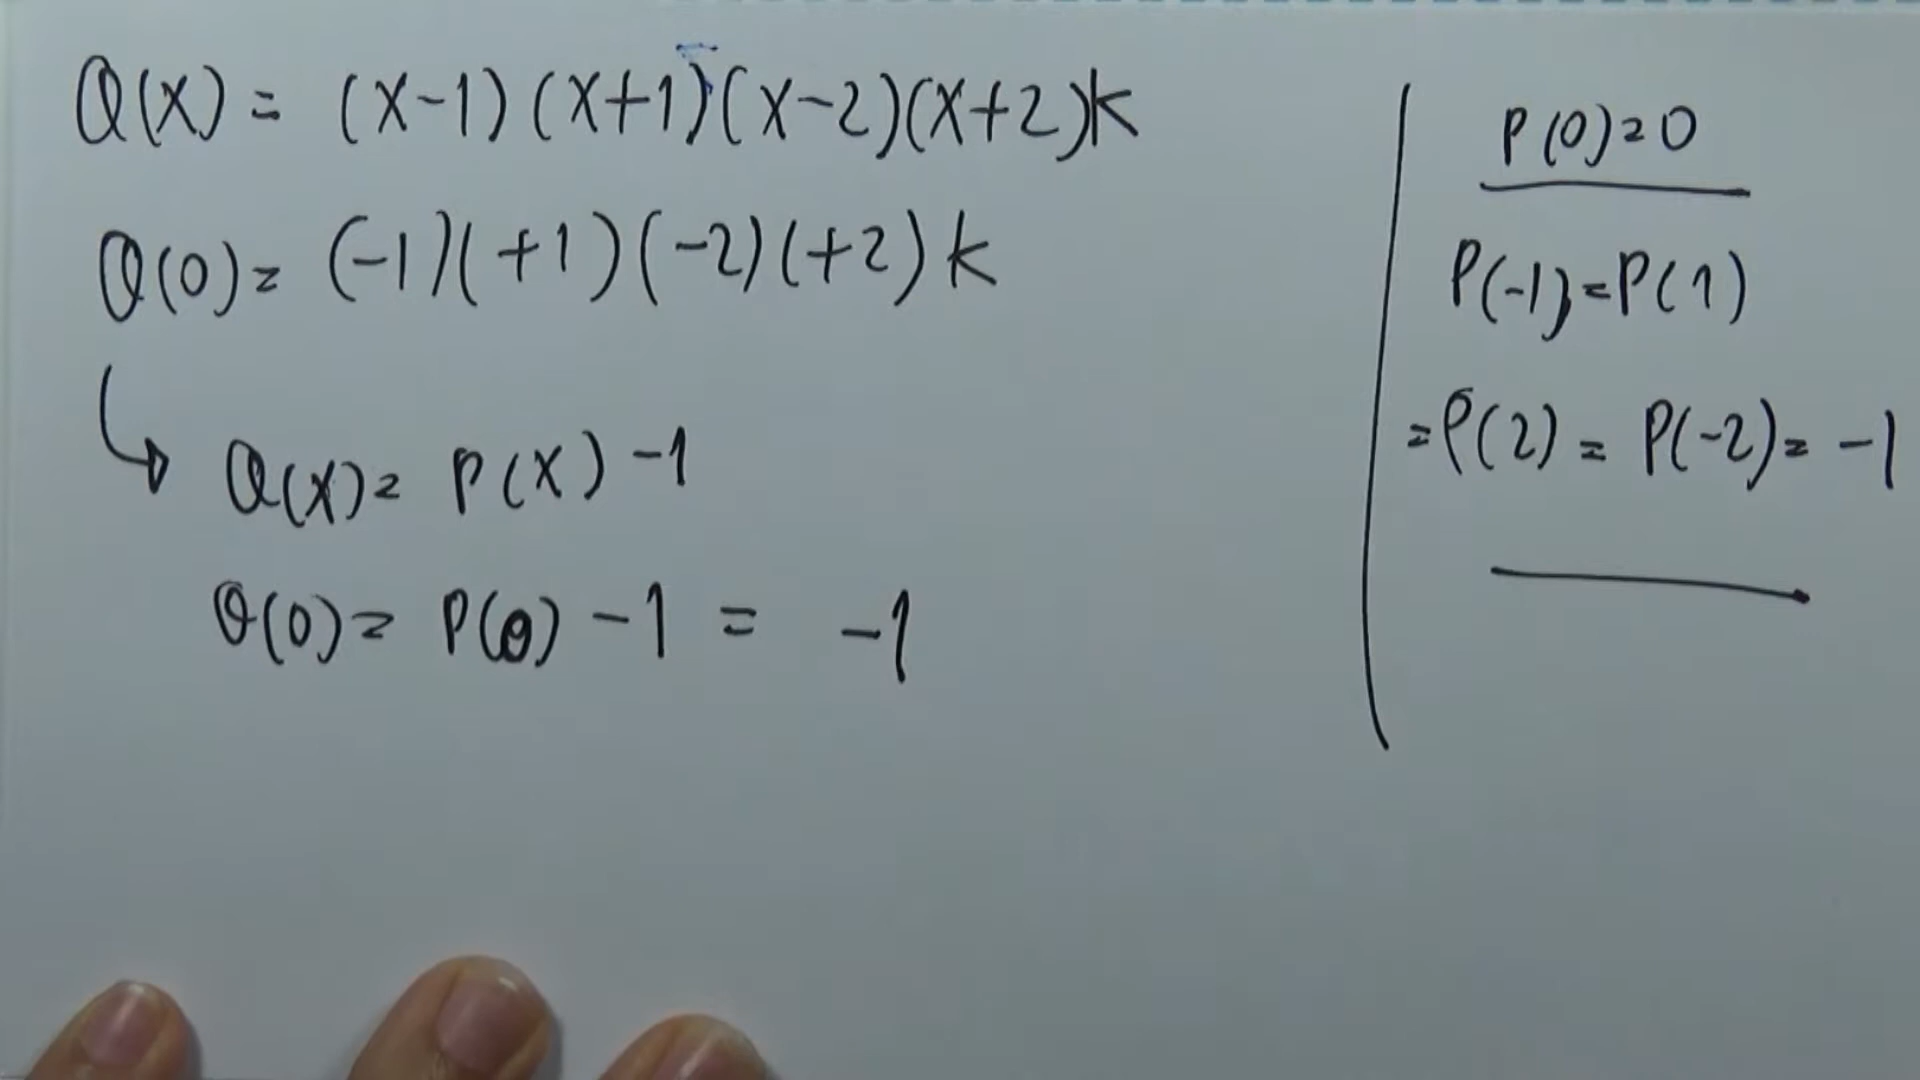 Q(X) = (X-1)(X+1)(X-2)(X+2)k
Q(0) = (-1)(+1)(-2)(+2)k
Q(X) = P(X) -1
Q(0) = P(0) -1 = -1
P(0) = 0
P(-1) = P(1)
= P(2) = P(-2) = -1